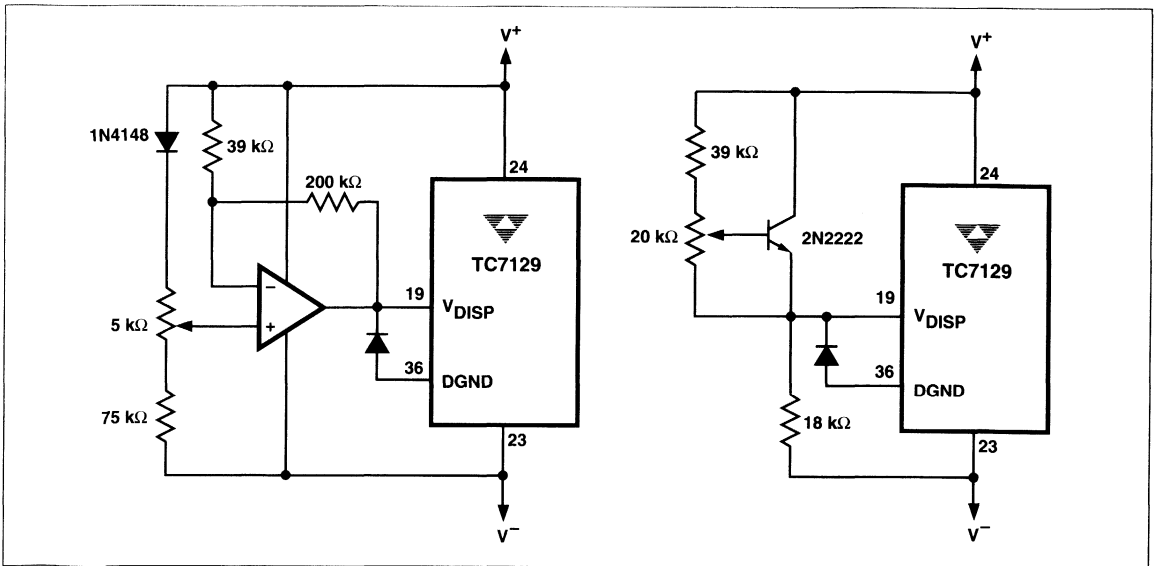 V+
1N4148
39 kΩ
200 kΩ
24
TC7129
5 kΩ
−
+
19
VDISP
36
DGND
75 kΩ
23
V−
V+
39 kΩ
24
20 kΩ
2N2222
TC7129
19
VDISP
36
DGND
18 kΩ
23
V−